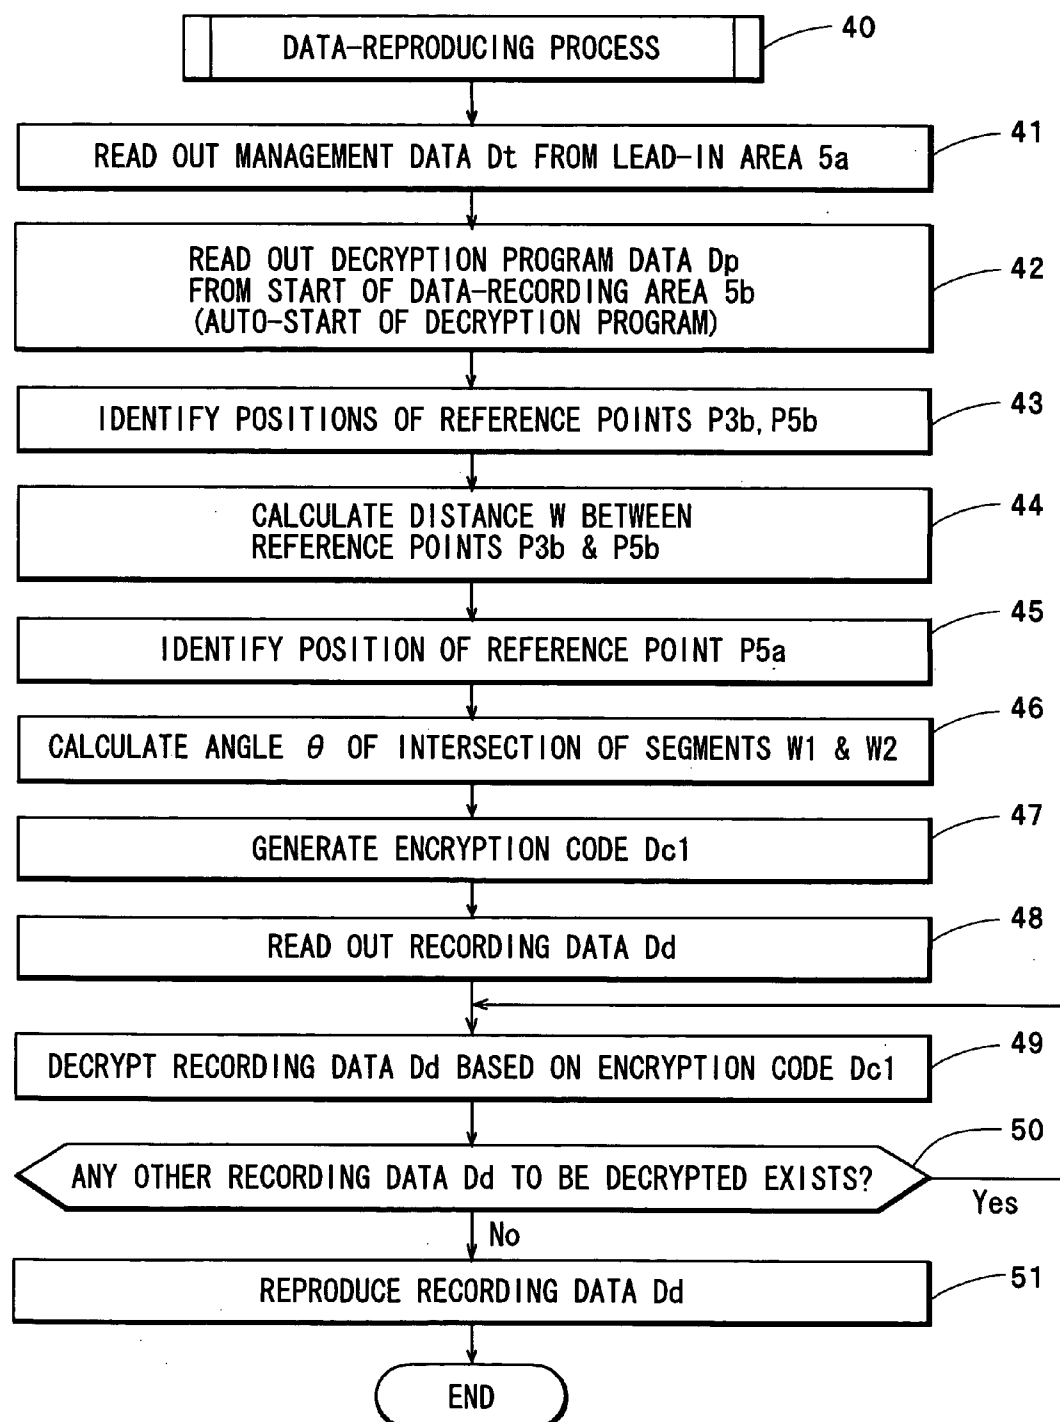 DATA-REPRODUCING PROCESS
40
READ OUT MANAGEMENT DATA Dt FROM LEAD-IN AREA 5a
41
READ OUT DECRYPTION PROGRAM DATA Dp
FROM START OF DATA-RECORDING AREA 5b
(AUTO-START OF DECRYPTION PROGRAM)
42
IDENTIFY POSITIONS OF REFERENCE POINTS P3b, P5b
43
CALCULATE DISTANCE W BETWEEN
REFERENCE POINTS P3b & P5b
44
IDENTIFY POSITION OF REFERENCE POINT P5a
45
CALCULATE ANGLE θ OF INTERSECTION OF SEGMENTS W1 & W2
46
GENERATE ENCRYPTION CODE Dc1
47
READ OUT RECORDING DATA Dd
48
DECRYPT RECORDING DATA Dd BASED ON ENCRYPTION CODE Dc1
49
ANY OTHER RECORDING DATA Dd TO BE DECRYPTED EXISTS?
50
Yes
No
REPRODUCE RECORDING DATA Dd
51
END